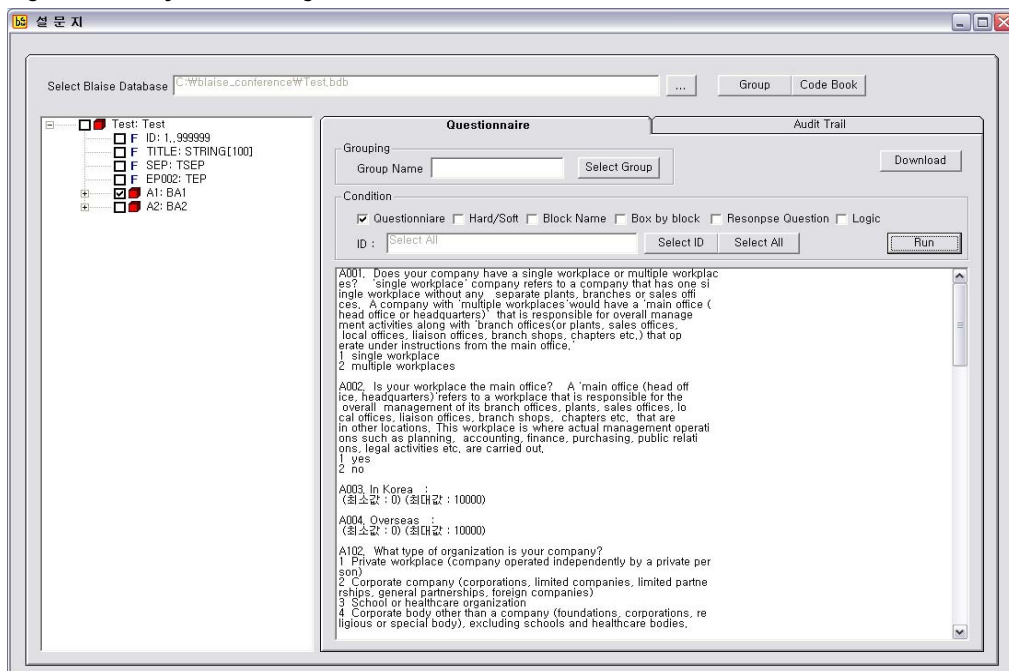 설 문 지
Select Blaise Database
C:₩blaise_conference₩Test.bdb
...
Group
Code Book
Test: Test
F ID: 1..999999
F TITLE: STRING[100]
F SEP: TSEP
F EP002: TEP
A1: BA1
A2: BA2
Questionnaire
Audit Trail
Grouping
Group Name
Select Group
Download
Condition
Questionniare
Hard/Soft
Block Name
Box by block
Resonpse Question
Logic
ID :
Select All
Select ID
Select All
Run
A001. Does your company have a single workplace or multiple workplac
es? 'single workplace' company refers to a company that has one si
ingle workplace without any separate plants, branches or sales offi
ces. A company with 'multiple workplaces'would have a 'main office (
head office or headquarters)' that is responsible for overall manage
ment activities along with 'branch offices(or plants, sales offices,
local offices, liaison offices, branch shops, chapters etc.) that op
erate under instructions from the main office.'
1 single workplace
2 multiple workplaces
A002. Is your workplace the main office? A 'main office (head off
ice, headquarters)'refers to a workplace that is responsible for the
overall management of its branch offices, plants, sales offices, lo
cal offices, liaison offices, branch shops, chapters etc. that are
in other locations. This workplace is where actual management operati
ons such as planning, accounting, finance, purchasing, public relati
ons, legal activities etc. are carried out.
1 yes
2 no
A003. In Korea :
(최소값 : 0) (최대값 : 10000)
A004. Overseas :
(최소값 : 0) (최대값 : 10000)
A102. What type of organization is your company?
1 Private workplace (company operated independently by a private per
son)
2 Corporate company (corporations, limited companies, limited partne
rships, general partnerships, foreign companies)
3 School or healthcare organization
4 Corporate body other than a company (foundations, corporations, re
ligious or special body), excluding schools and healthcare bodies.